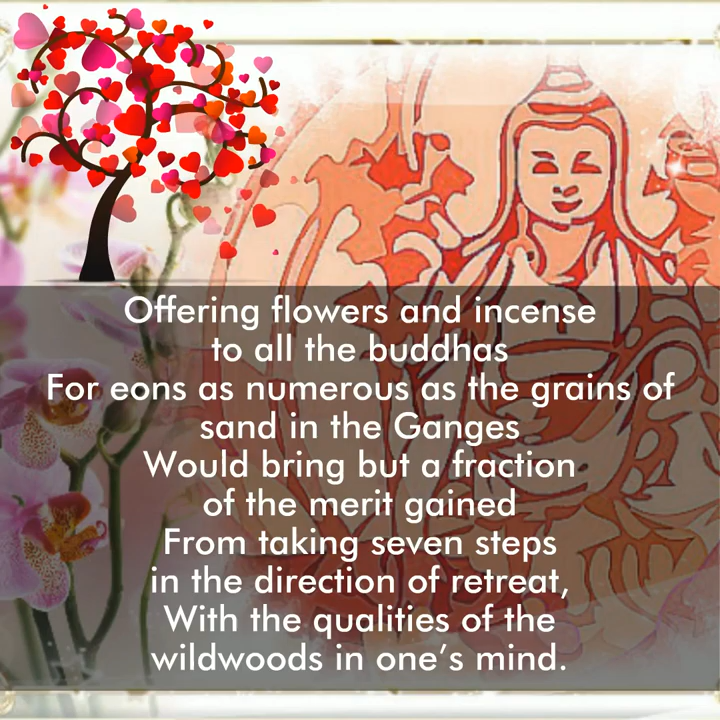 Offering flowers and incense
to all the buddhas
For eons as numerous as the grains of
sand in the Ganges
Would bring but a fraction
of the merit gained
From taking seven steps
in the direction of retreat,
With the qualities of the
wildwoods in one’s mind.